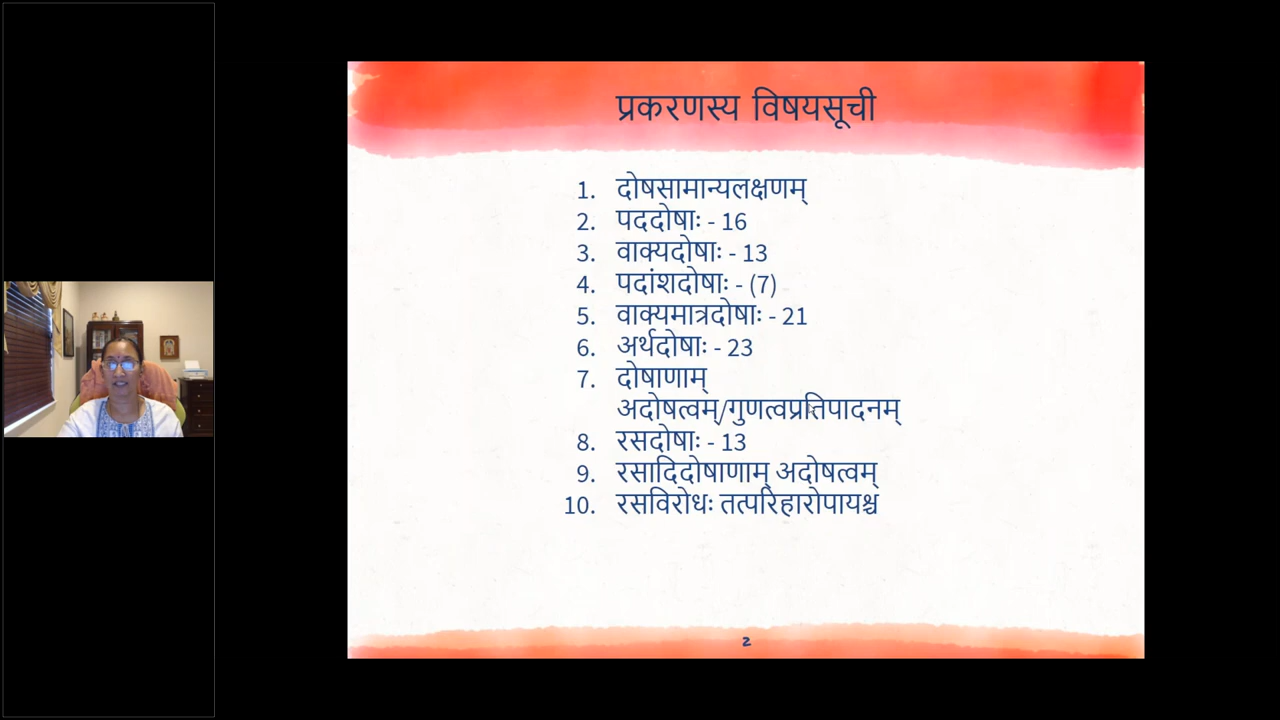 प्रकरणस्य विषयसूची
1. दोषसामान्यलक्षणम्
2. पददोषाः - 16
3. वाक्यदोषाः - 13
4. पदांशदोषाः - (7)
5. वाक्यमात्रदोषाः - 21
6. अर्थदोषाः - 23
7. दोषाणाम्
अदोषत्वम्/गुणत्वप्रतिपादनम्
8. रसदोषाः - 13
9. रसादिदोषाणाम् अदोषत्वम्
10. रसविरोधः तत्परिहारोपायश्च
2